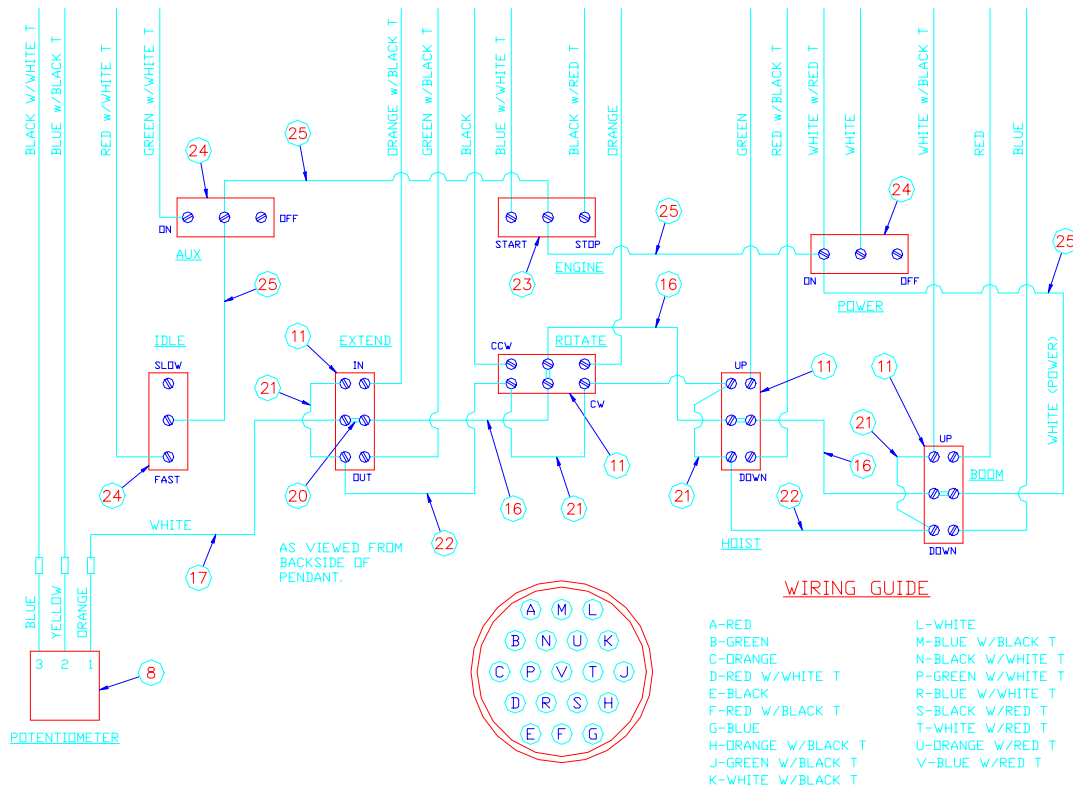 BLACK W/WHITE T
BLUE w/BLACK T
RED w/WHITE T
GREEN w/WHITE T
ORANGE w/BLACK T
GREEN w/BLACK T
BLACK
BLUE w/WHITE T
BLACK w/RED T
ORANGE
GREEN
RED w/BLACK T
WHITE w/RED T
WHITE
WHITE w/BLACK T
RED
BLUE
24
25
ON
OFF
AUX
START
STOP
ENGINE
23
25
24
ON
OFF
POWER
25
25
16
IDLE
SLOW
FAST
24
EXTEND
11
IN
OUT
21
20
ROTATE
CCW
CW
11
16
21
22
UP
11
DOWN
21
HOIST
22
16
11
UP
21
BOOM
DOWN
WHITE (POWER)
WHITE
17
AS VIEWED FROM
BACKSIDE OF
PENDANT.
BLUE
YELLOW
ORANGE
3 2 1
8
POTENTIOMETER
A M L
B N U K
C P V T J
D R S H
E F G
WIRING GUIDE
A-RED
B-GREEN
C-ORANGE
D-RED W/WHITE T
E-BLACK
F-RED W/BLACK T
G-BLUE
H-ORANGE W/BLACK T
J-GREEN W/BLACK T
K-WHITE W/BLACK T
L-WHITE
M-BLUE W/BLACK T
N-BLACK W/WHITE T
P-GREEN W/WHITE T
R-BLUE W/WHITE T
S-BLACK W/RED T
T-WHITE W/RED T
U-ORANGE W/RED T
V-BLUE W/RED T